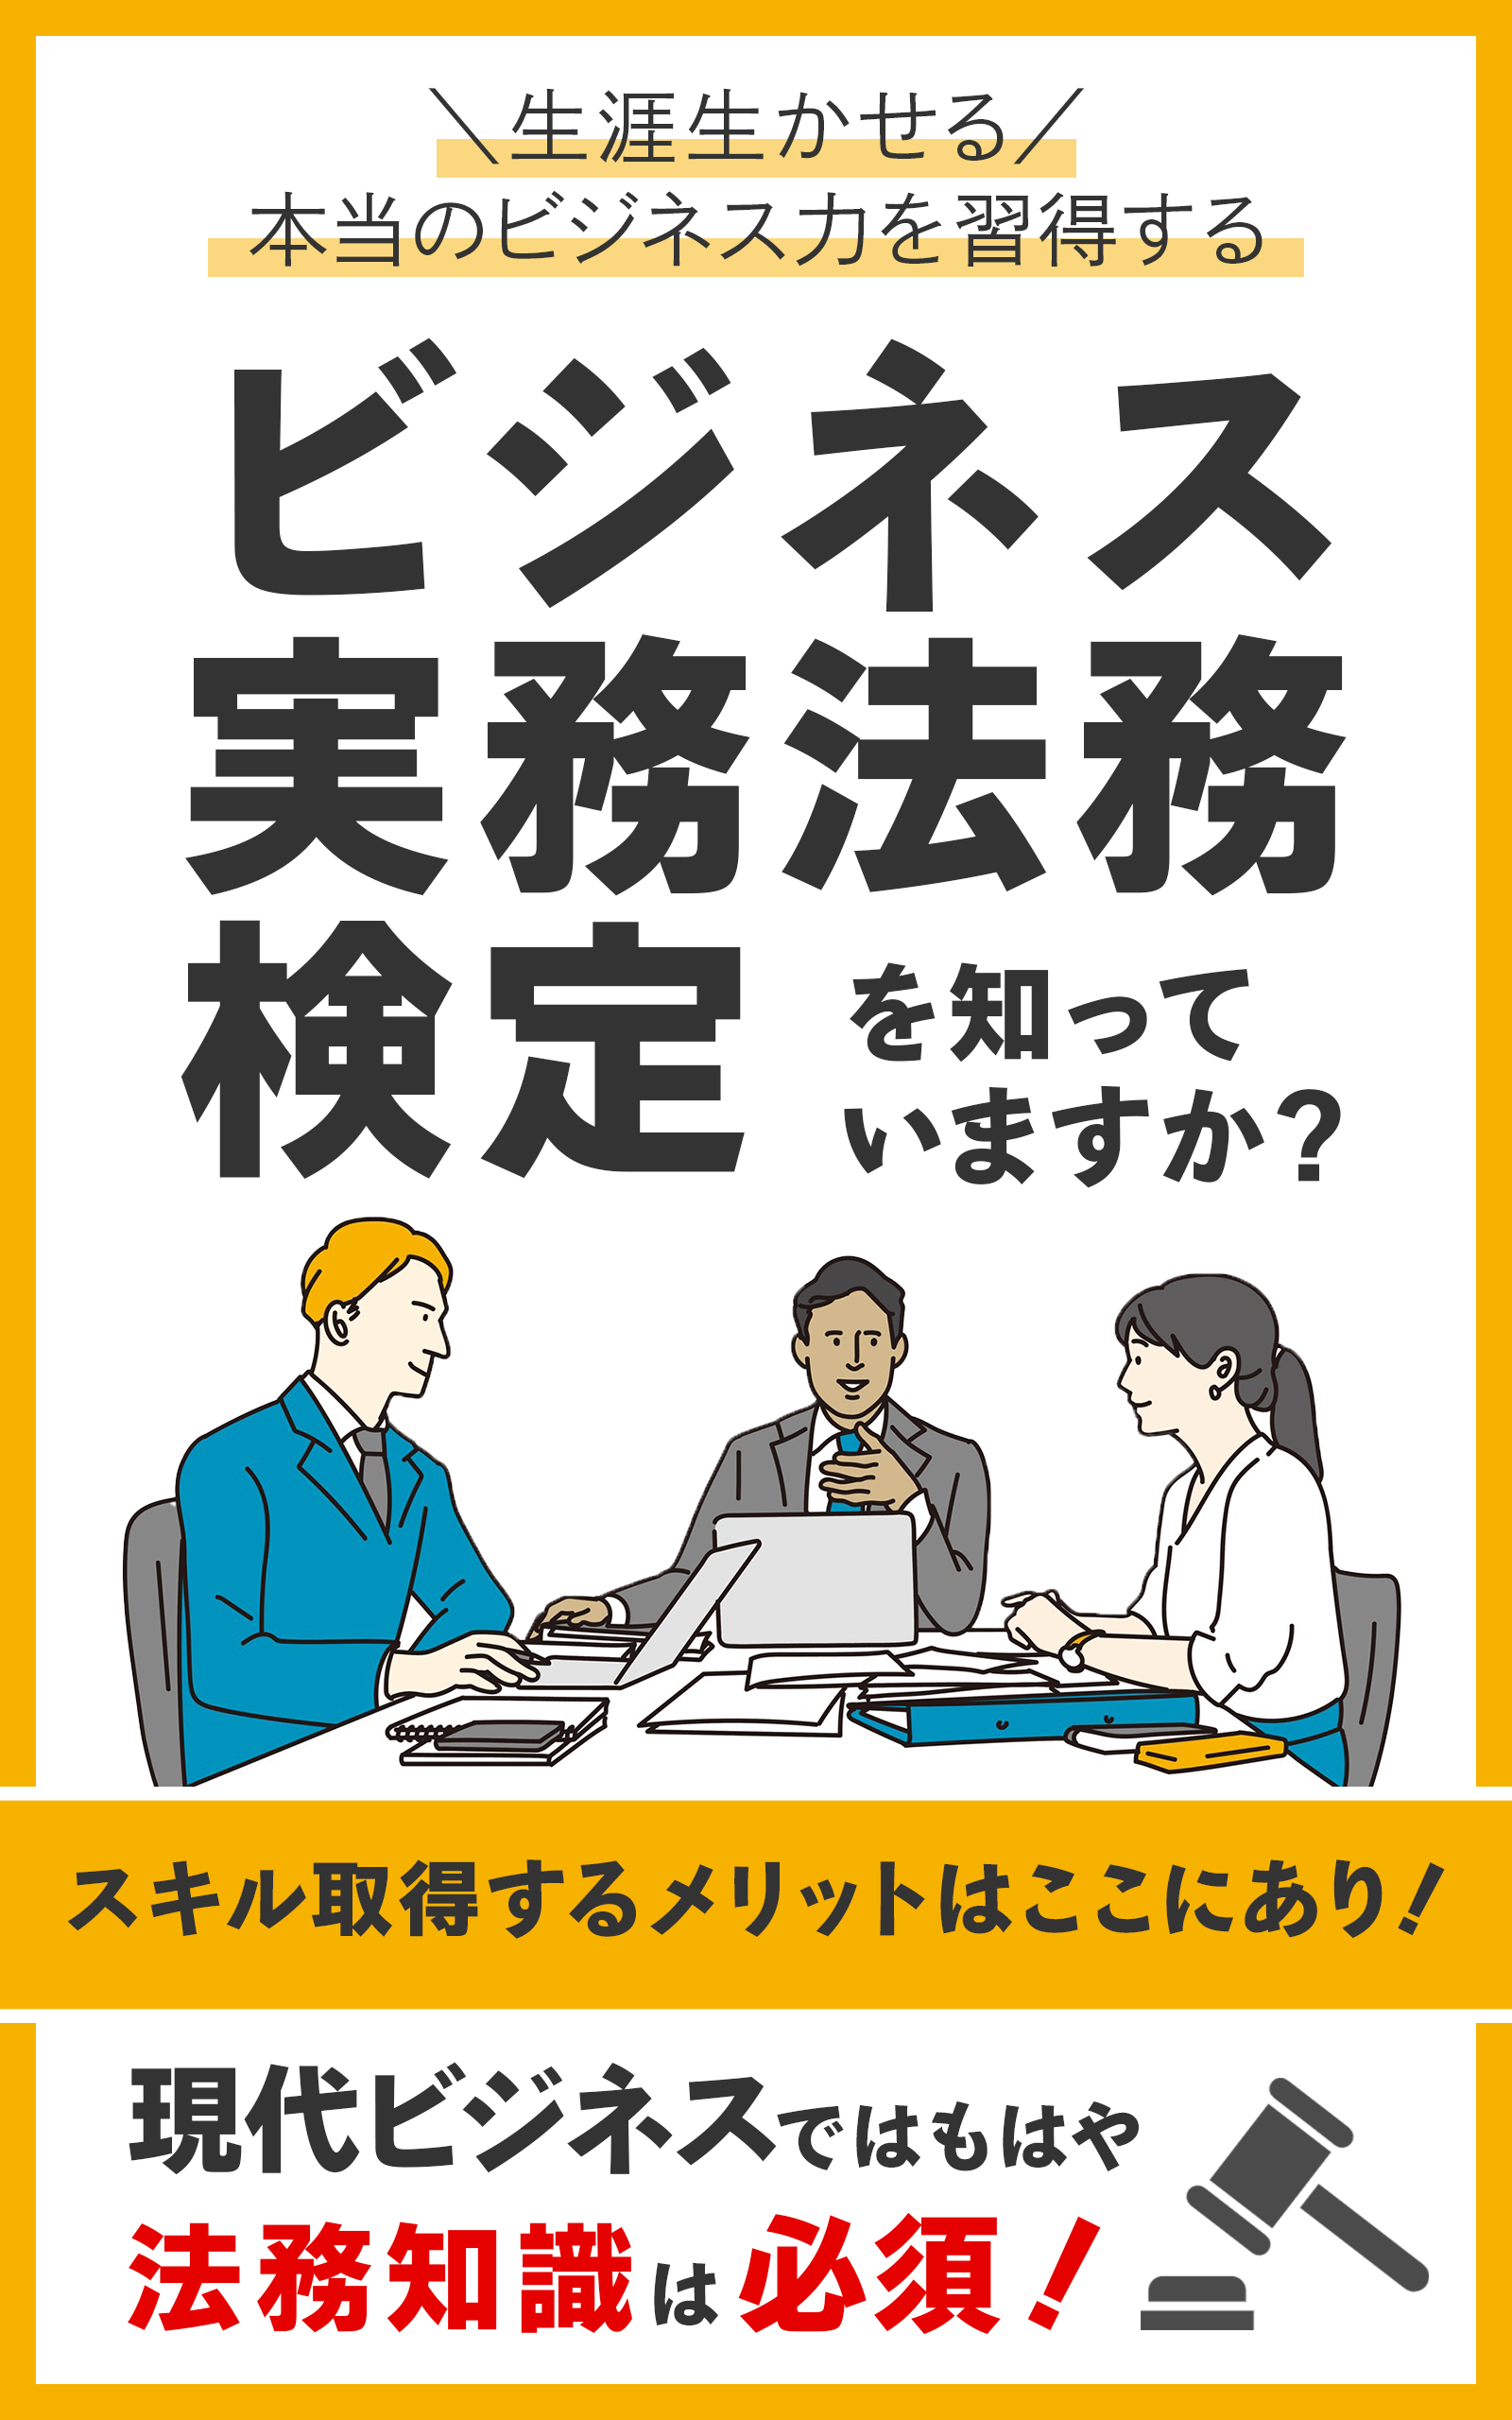 ＼生涯生かせる／
本当のビジネス力を習得する
ビジネス
実務法務
検定
を知って
いますか？
スキル取得するメリットはここにあり！
現代ビジネスではもはや
法務知識は必須！